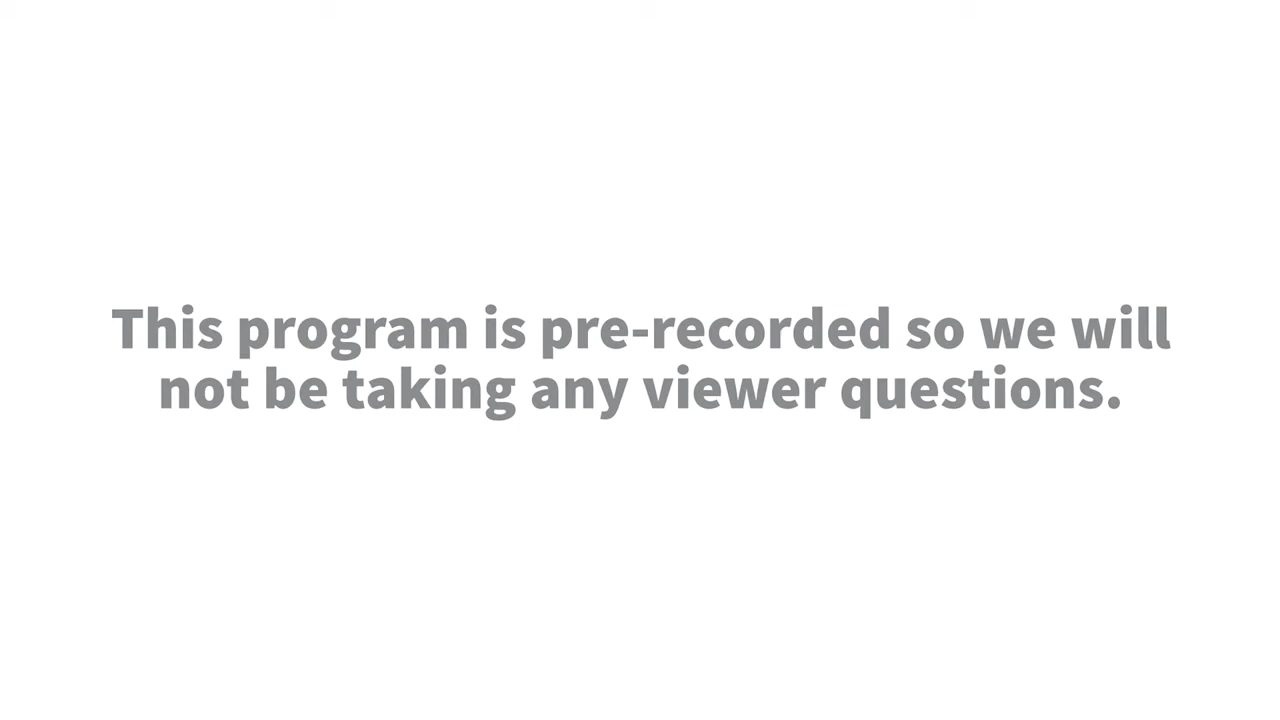 This program is pre-recorded so we will
not be taking any viewer questions.